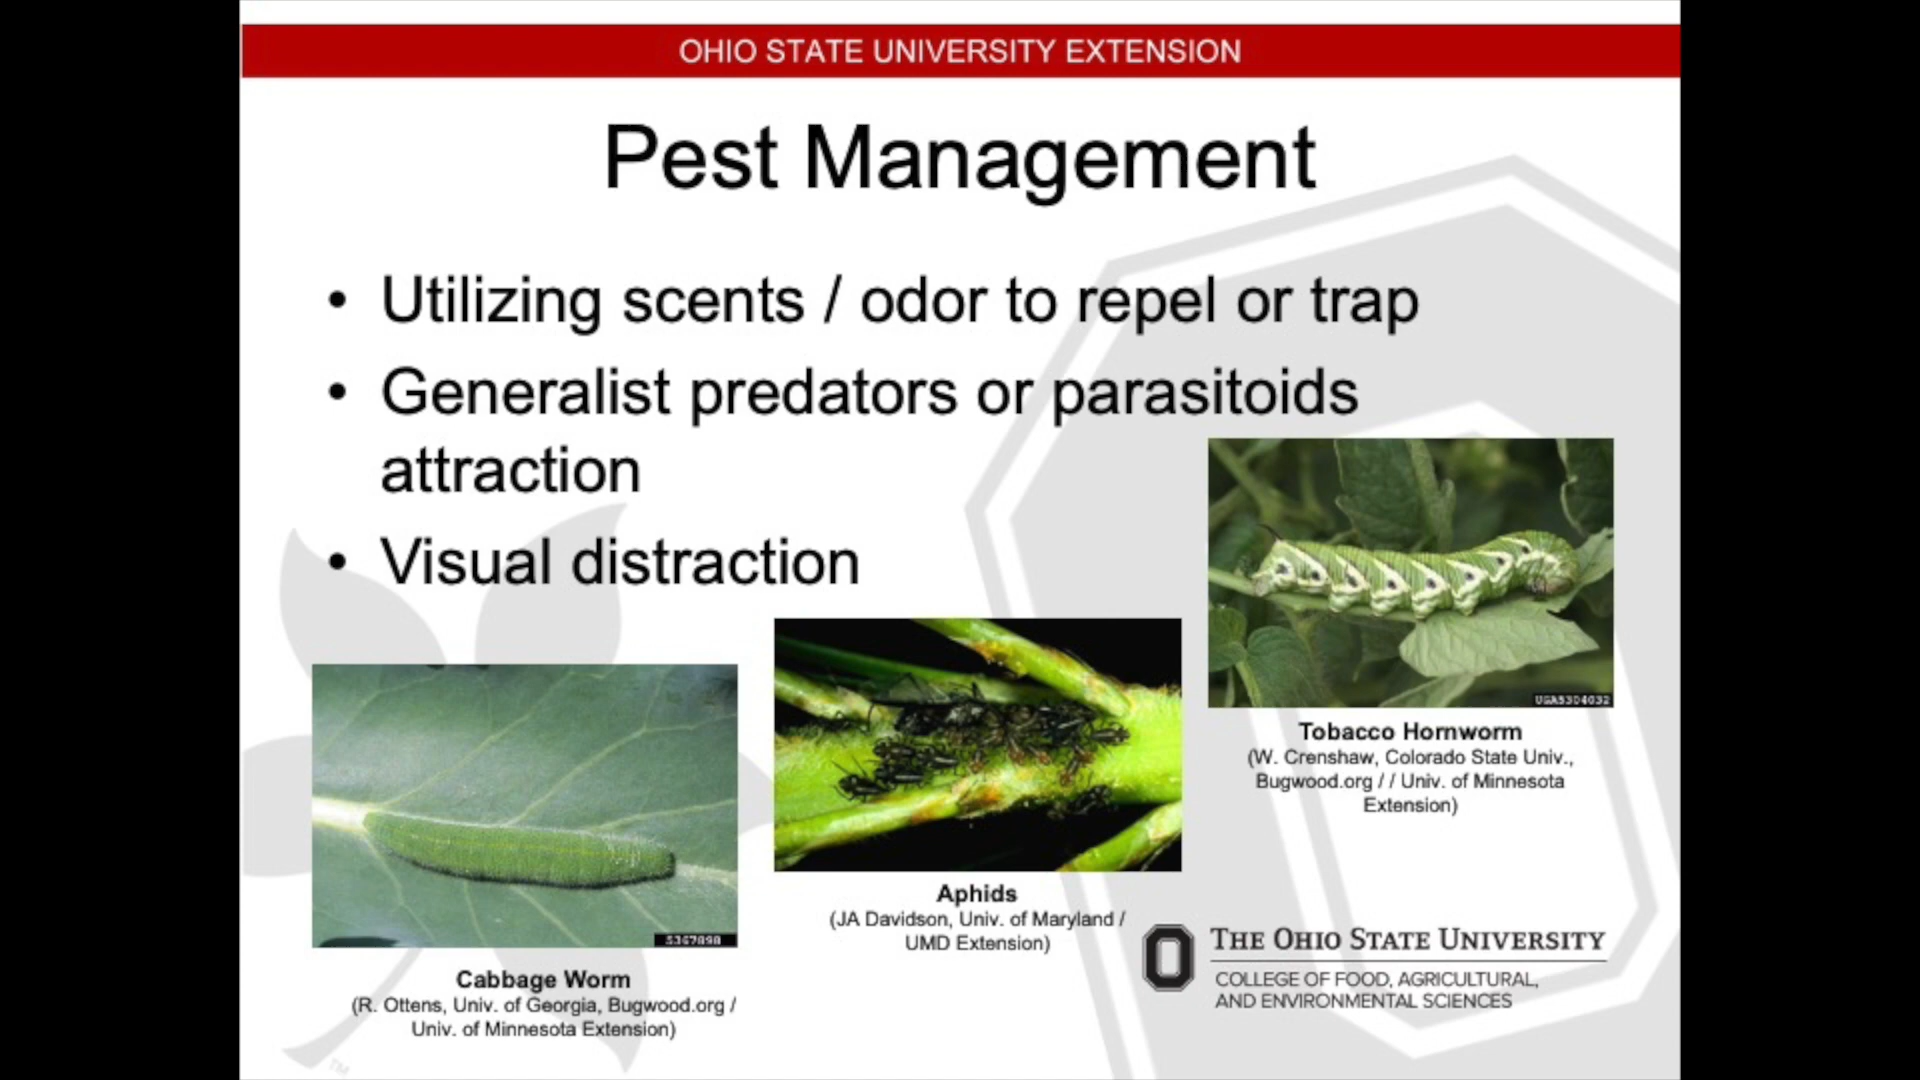 OHIO STATE UNIVERSITY EXTENSION
Pest Management
• Utilizing scents / odor to repel or trap
• Generalist predators or parasitoids
attraction
• Visual distraction
UGA5304032
Tobacco Hornworm
(W. Crenshaw, Colorado State Univ.,
Bugwood.org / / Univ. of Minnesota
Extension)
Aphids
(JA Davidson, Univ. of Maryland /
UMD Extension)
5367898
Cabbage Worm
(R. Ottens, Univ. of Georgia, Bugwood.org /
Univ. of Minnesota Extension)
THE OHIO STATE UNIVERSITY
COLLEGE OF FOOD, AGRICULTURAL,
AND ENVIRONMENTAL SCIENCES
TM